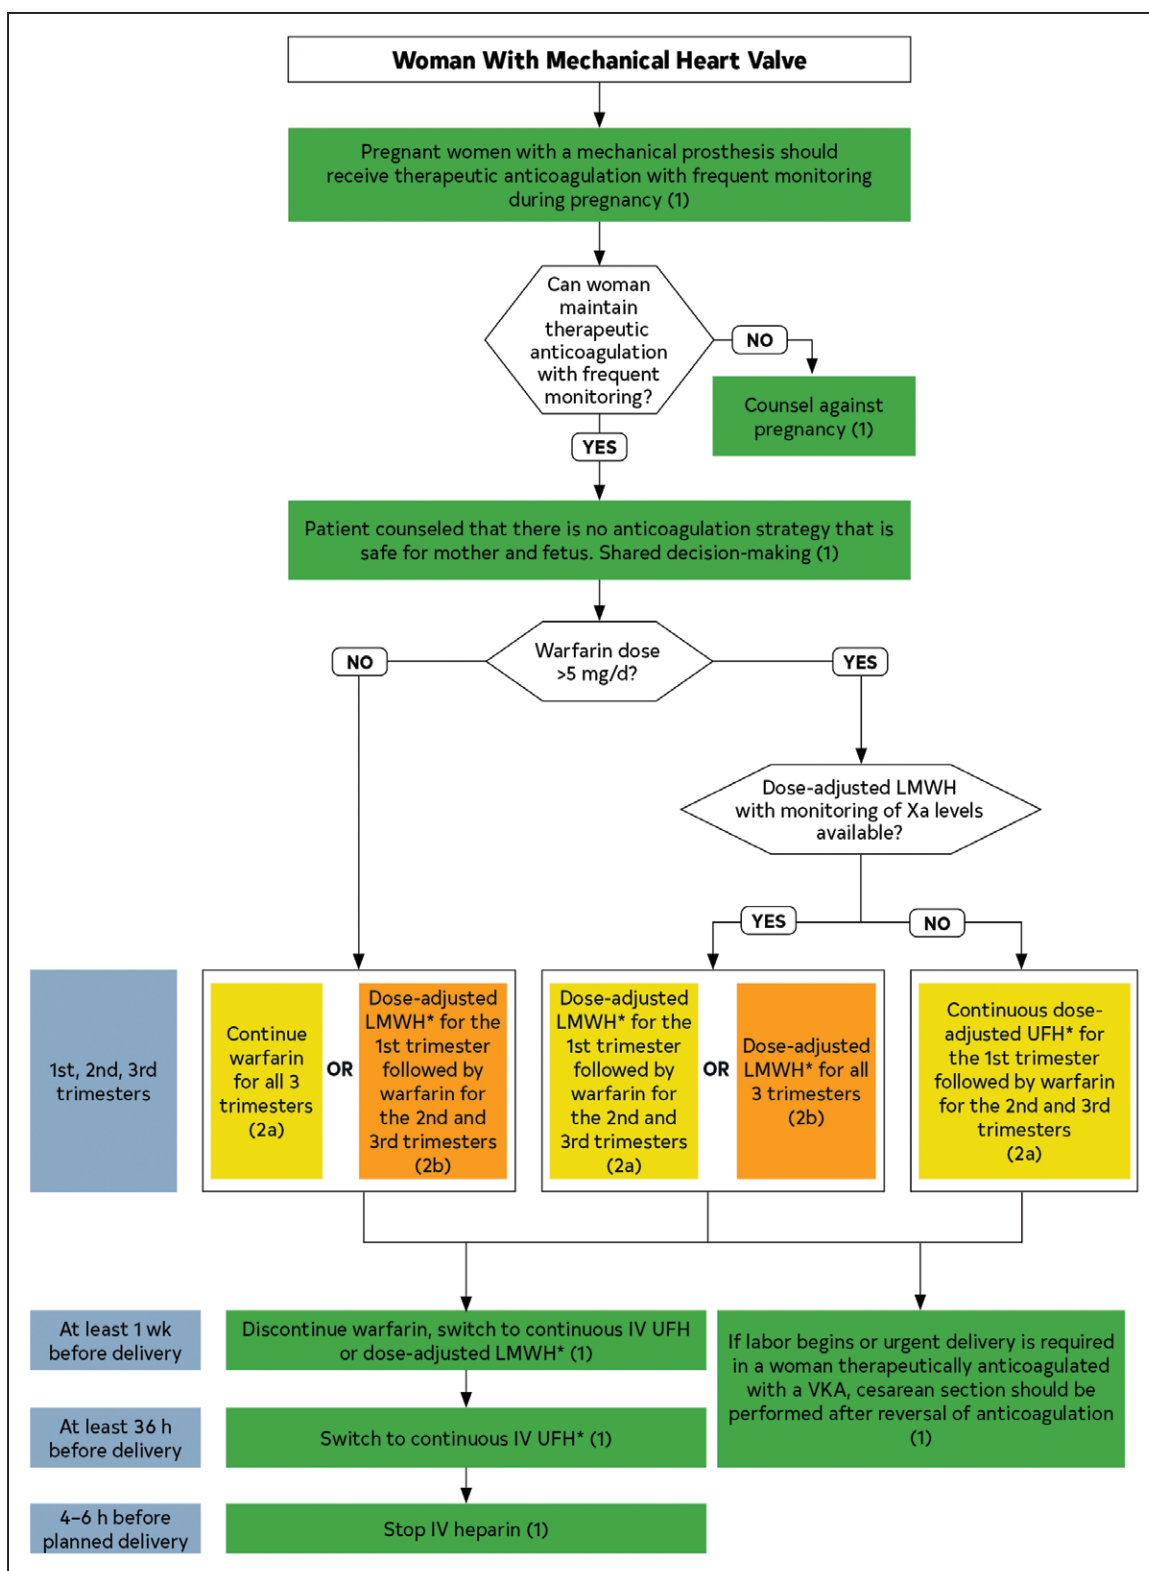 Woman With Mechanical Heart Valve
Pregnant women with a mechanical prosthesis should
receive therapeutic anticoagulation with frequent monitoring
during pregnancy (1)
Can woman
maintain
therapeutic
anticoagulation
with frequent
monitoring?
NO
Counsel against
pregnancy (1)
YES
Patient counseled that there is no anticoagulation strategy that is
safe for mother and fetus. Shared decision-making (1)
NO
Warfarin dose
>5 mg/d?
YES
Dose-adjusted LMWH
with monitoring of Xa levels
available?
YES
NO
1st, 2nd, 3rd
trimesters
Continue
warfarin
for all 3
trimesters
(2a)
OR
Dose-adjusted
LMWH* for the
1st trimester
followed by
warfarin for
the 2nd and
3rd trimesters
(2b)
Dose-adjusted
LMWH* for the
1st trimester
followed by
warfarin for
the 2nd and
3rd trimesters
(2a)
OR
Dose-adjusted
LMWH* for all
3 trimesters
(2b)
Continuous dose-
adjusted UFH* for
the 1st trimester
followed by warfarin
for the 2nd and 3rd
trimesters
(2a)
At least 1 wk
before delivery
Discontinue warfarin, switch to continuous IV UFH
or dose-adjusted LMWH* (1)
If labor begins or urgent delivery is required
in a woman therapeutically anticoagulated
with a VKA, cesarean section should be
performed after reversal of anticoagulation
(1)
At least 36 h
before delivery
Switch to continuous IV UFH* (1)
4–6 h before
planned delivery
Stop IV heparin (1)